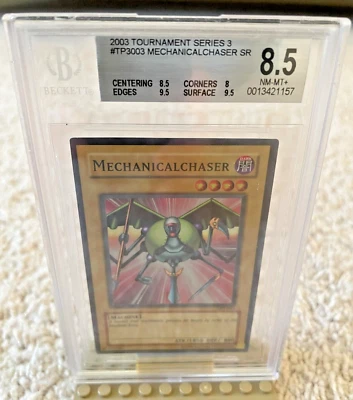 2003 TOURNAMENT SERIES 3
#TP3003 MECHANICALCHASER SR
BECKETT
CENTERING 8.5 CORNERS 8
EDGES 9.5 SURFACE 9.5
8.5
NM-MT+
0013421157
MECHANICALCHASER